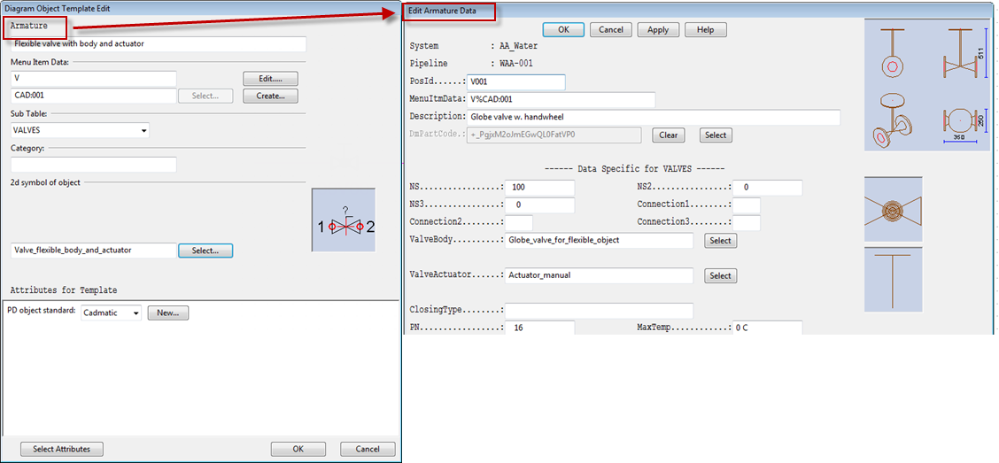 Diagram Object Template Edit
Armature
Flexible valve with body and actuator
Menu Item Data:
V
Edit.....
CAD:001
Select...
Create...
Sub Table:
VALVES
Category:
2d symbol of object
?
1
2
Valve_flexible_body_and_actuator
Select...
Attributes for Template
PD object standard:
Cadmatic
New...
Select Attributes
OK
Cancel
Edit Armature Data
OK
Cancel
Apply
Help
System : AA_Water
Pipeline : WAA-001
PosId......: V001
MenuItmData: V%CAD:001
Description: Globe valve w. handwheel
DmPartCode.: +_PgjxM2oJmEGwQL0FatVP0
Clear
Select
511
250
350
------ Data Specific for VALVES ------
NS................: 100
NS2...............: 0
NS3...............: 0
Connection1.......:
Connection2.......:
Connection3.......:
ValveBody.........: Globe_valve_for_flexible_object
Select
ValveActuator.....: Actuator_manual
Select
ClosingType.......:
PN................: 16
MaxTemp...........: 0 C